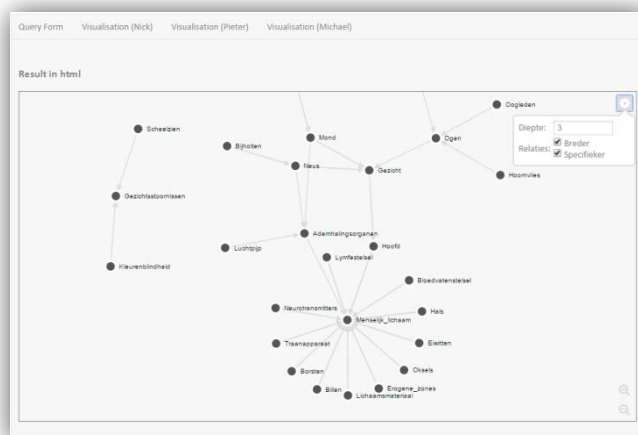 Query Form Visualisation (Nick) Visualisation (Pieter) Visualisation (Michael)
Result in html
Oogleden
Scheelzien
Mond
Ogen
Diepte: 3
Bijholten
Relaties: Breder
Specifieker
Neus
Gezicht
Hoornvlies
Gezichtsstoornissen
Ademhalingsorganen
Luchtpijp
Hoofd
Lymfestelsel
Kleurenblindheid
Bloedvatenstelsel
Neurotransmitters
Hals
Menselijk_lichaam
Traanapparaat
Eiwitten
Borsten
Oksels
Billen
Erogene_zones
Lichaamsmateriaal